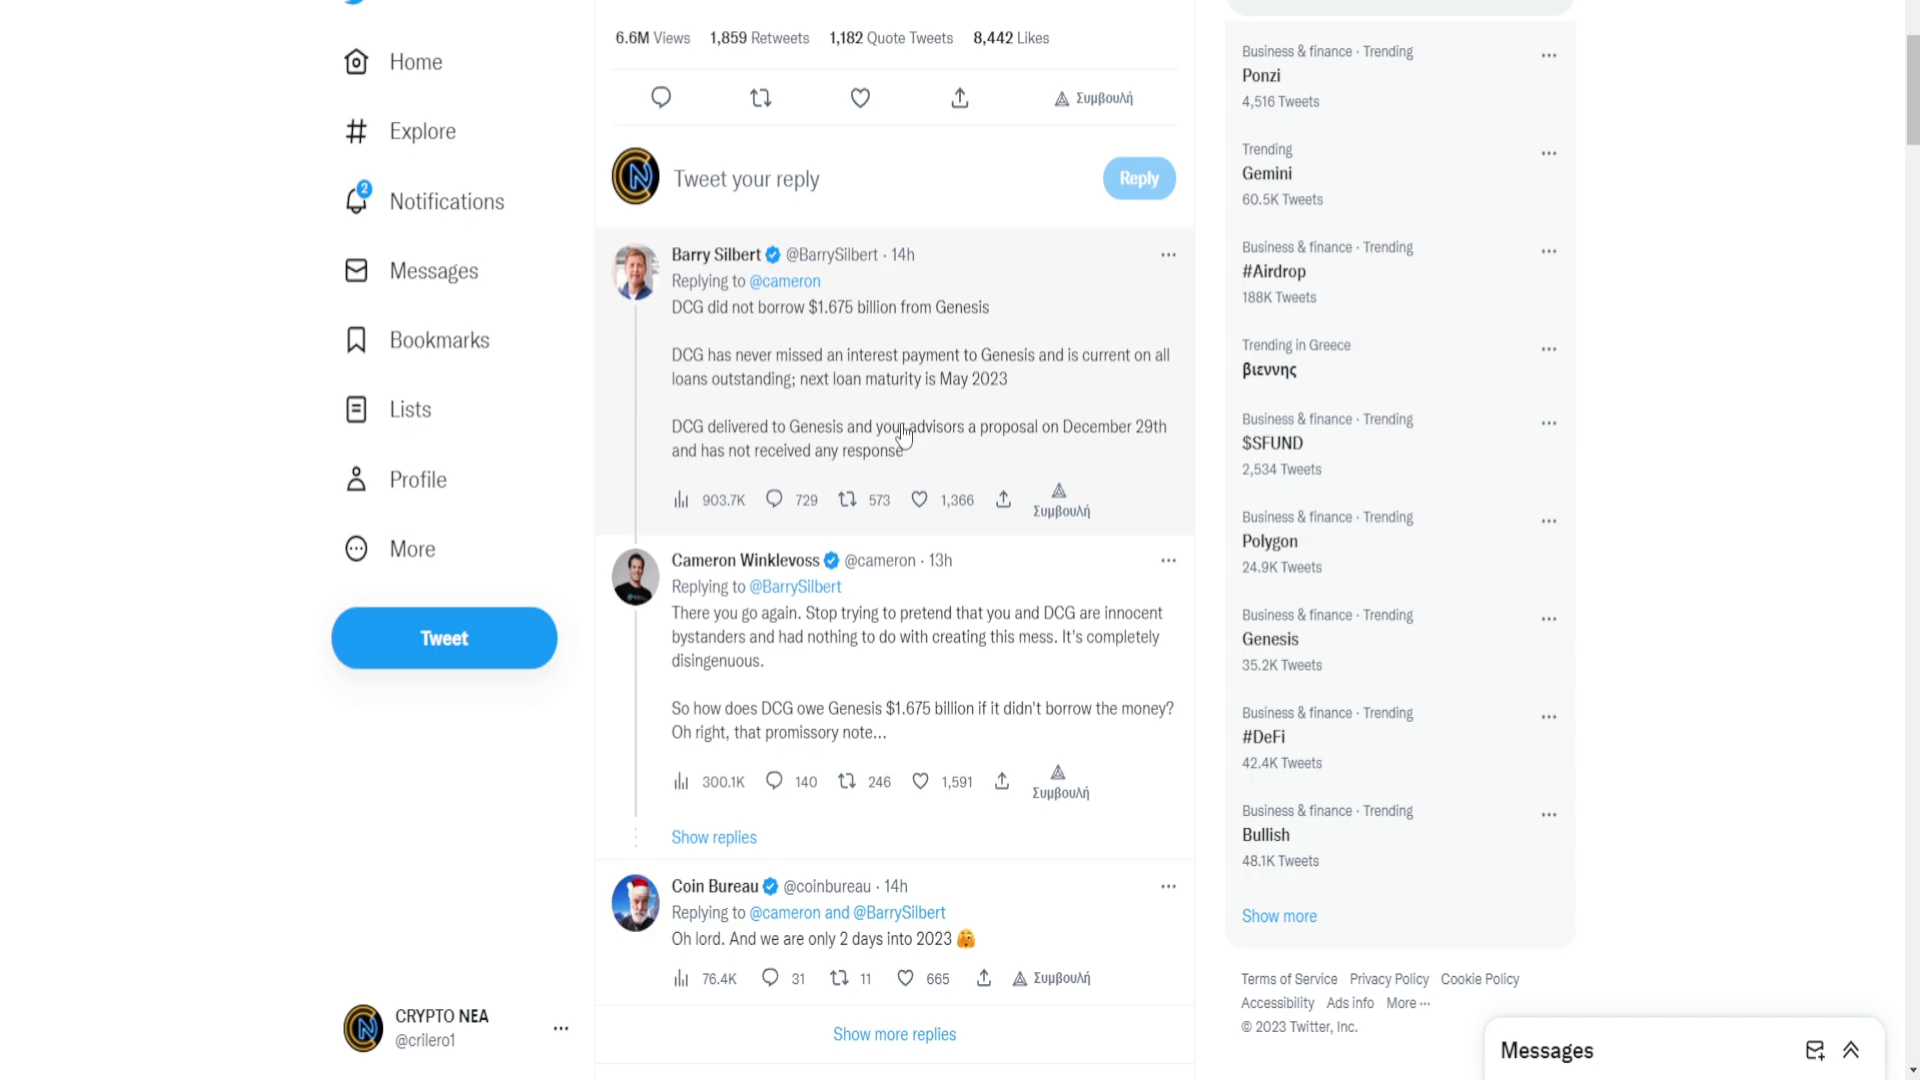 6.6M Views 1,859 Retweets 1,182 Quote Tweets 8,442 Likes
Συμβουλή
Tweet your reply
Reply
Home
Explore
2
Notifications
Messages
Bookmarks
Lists
Profile
More
Tweet
CRYPTO NEA
@crilero1
Barry Silbert @BarrySilbert · 14h
Replying to @cameron
DCG did not borrow $1.675 billion from Genesis
DCG has never missed an interest payment to Genesis and is current on all
loans outstanding; next loan maturity is May 2023
DCG delivered to Genesis and your advisors a proposal on December 29th
and has not received any response
903.7K 729 573 1,366
Συμβουλή
Cameron Winklevoss @cameron · 13h
Replying to @BarrySilbert
There you go again. Stop trying to pretend that you and DCG are innocent
bystanders and had nothing to do with creating this mess. It's completely
disingenuous.
So how does DCG owe Genesis $1.675 billion if it didn't borrow the money?
Oh right, that promissory note...
300.1K 140 246 1,591
Συμβουλή
Show replies
Coin Bureau @coinbureau · 14h
Replying to @cameron and @BarrySilbert
Oh lord. And we are only 2 days into 2023 🫣
76.4K 31 11 665 Συμβουλή
Show more replies
Business & finance · Trending
Ponzi
4,516 Tweets
Trending
Gemini
60.5K Tweets
Business & finance · Trending
#Airdrop
188K Tweets
Trending in Greece
βιεννης
Business & finance · Trending
$SFUND
2,534 Tweets
Business & finance · Trending
Polygon
24.9K Tweets
Business & finance · Trending
Genesis
35.2K Tweets
Business & finance · Trending
#DeFi
42.4K Tweets
Business & finance · Trending
Bullish
48.1K Tweets
Show more
Terms of Service Privacy Policy Cookie Policy
Accessibility Ads info More ···
© 2023 Twitter, Inc.
Messages